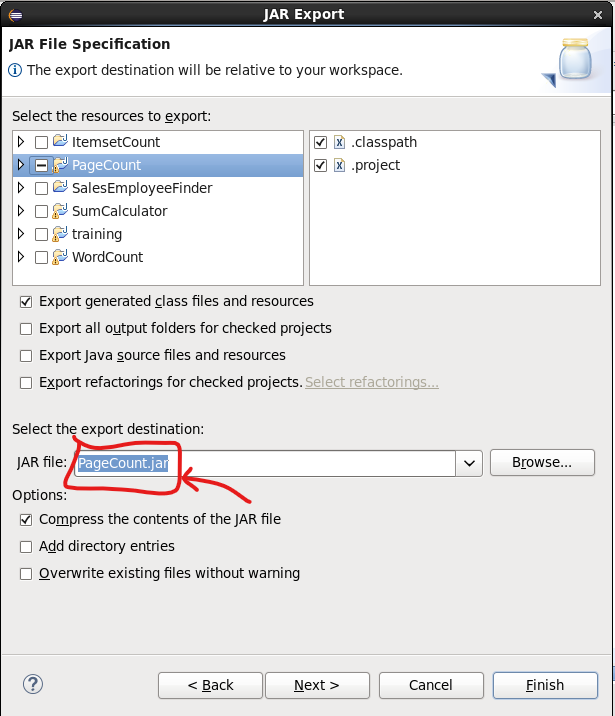 JAR Export
JAR File Specification
The export destination will be relative to your workspace.
Select the resources to export:
ItemsetCount
PageCount
SalesEmployeeFinder
SumCalculator
training
WordCount
.classpath
.project
Export generated class files and resources
Export all output folders for checked projects
Export Java source files and resources
Export refactorings for checked projects. Select refactorings...
Select the export destination:
JAR file: PageCount.jar Browse...
Options:
Compress the contents of the JAR file
Add directory entries
Overwrite existing files without warning
? < Back Next > Cancel Finish